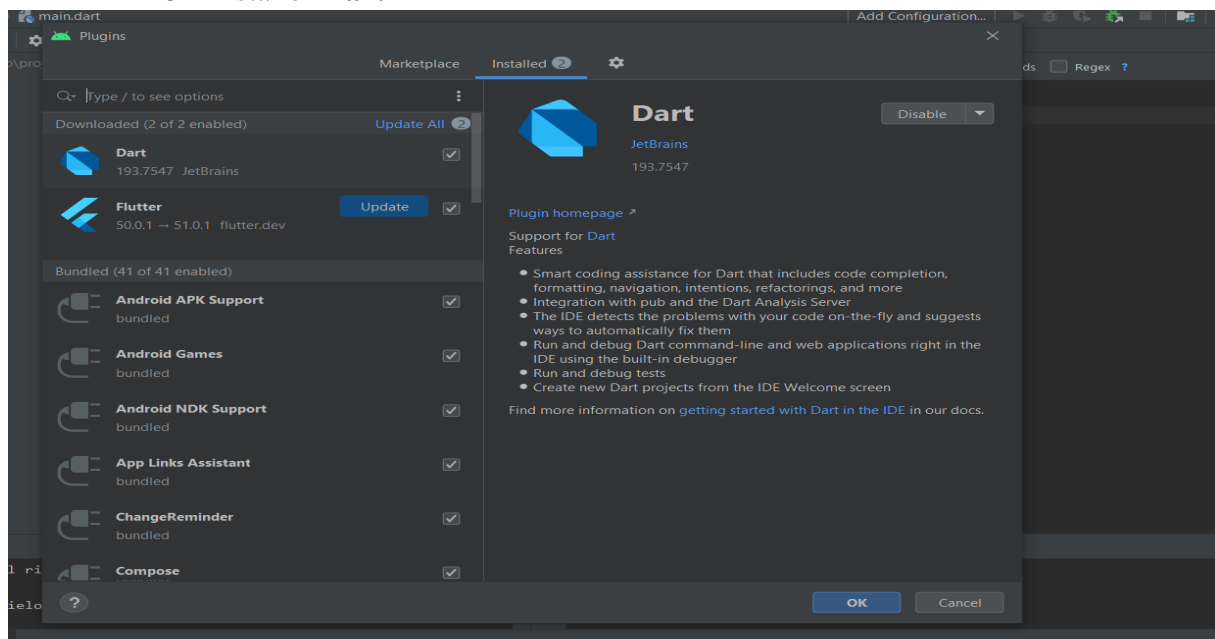 main.dart
Add Configuration...
Plugins
Marketplace
Installed 2
ds Regex ?
Type / to see options
Downloaded (2 of 2 enabled) Update All 2
Dart
193.7547 JetBrains
Flutter
50.0.1 → 51.0.1 flutter.dev
Update
Bundled (41 of 41 enabled)
Android APK Support
bundled
Android Games
bundled
Android NDK Support
bundled
App Links Assistant
bundled
ChangeReminder
bundled
Compose
Dart
Disable
JetBrains
193.7547
Plugin homepage ↗
Support for Dart
Features
• Smart coding assistance for Dart that includes code completion,
formatting, navigation, intentions, refactorings, and more
• Integration with pub and the Dart Analysis Server
• The IDE detects the problems with your code on-the-fly and suggests
ways to automatically fix them
• Run and debug Dart command-line and web applications right in the
IDE using the built-in debugger
• Run and debug tests
• Create new Dart projects from the IDE Welcome screen
Find more information on getting started with Dart in the IDE in our docs.
l ri
ielo
?
OK
Cancel